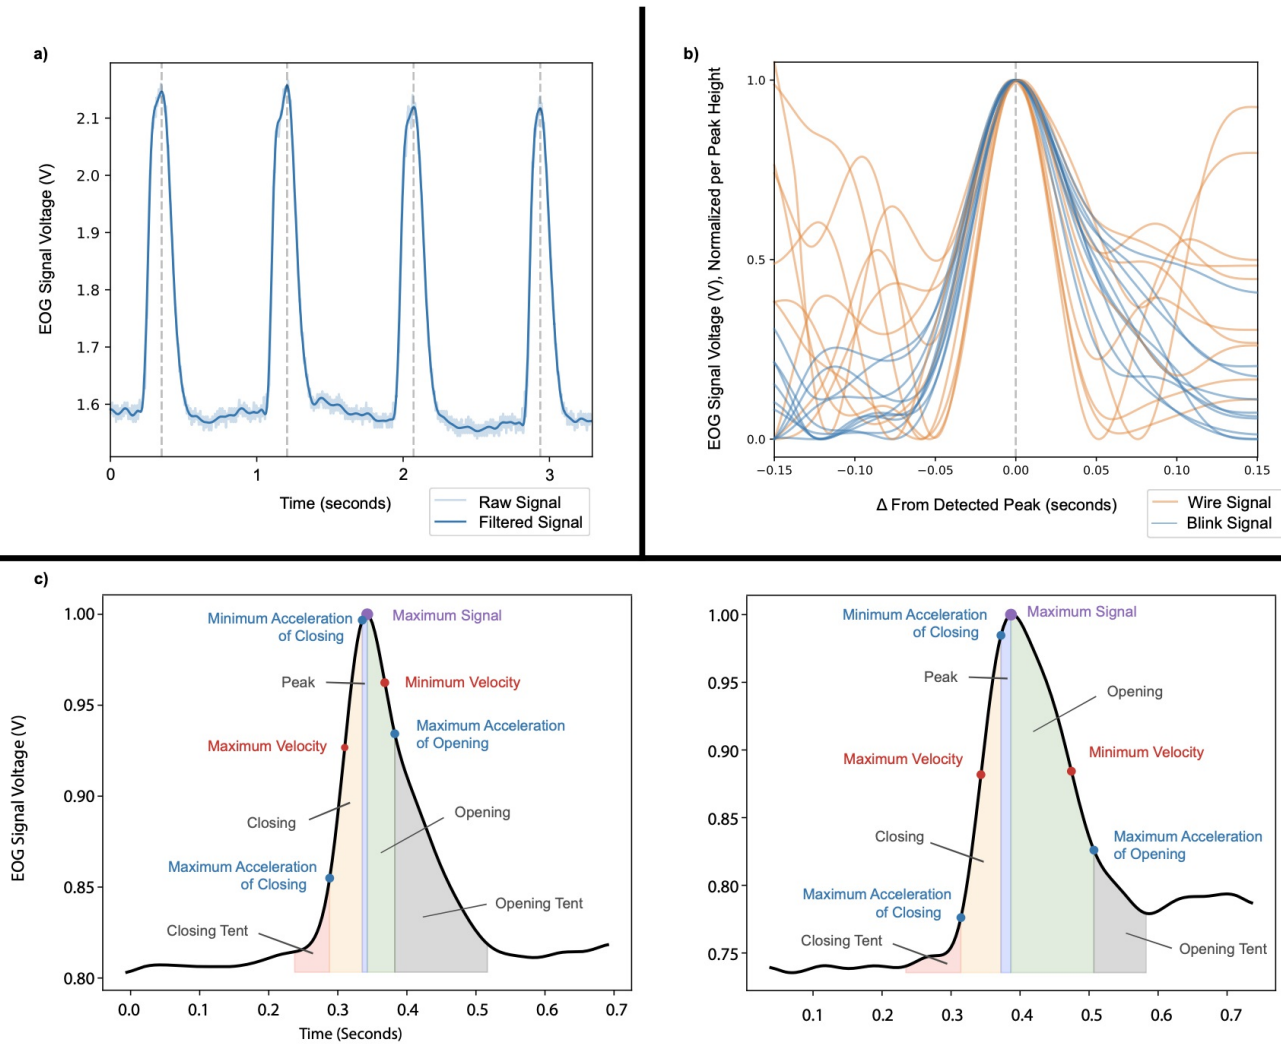 a)
EOG Signal Voltage (V)
2.1
2.0
1.9
1.8
1.7
1.6
0
1
2
3
Time (seconds)
Raw Signal
Filtered Signal
b)
EOG Signal Voltage (V), Normalized per Peak Height
1.0
0.5
0.0
−0.15
−0.10
−0.05
0.00
0.05
0.10
0.15
Δ From Detected Peak (seconds)
Wire Signal
Blink Signal
c)
EOG Signal Voltage (V)
1.00
0.95
0.90
0.85
0.80
Minimum Acceleration
of Closing
Maximum Signal
Peak
Minimum Velocity
Maximum Acceleration
of Opening
Maximum Velocity
Closing
Opening
Maximum Acceleration
of Closing
Opening Tent
Closing Tent
0.0
0.1
0.2
0.3
0.4
0.5
0.6
0.7
Time (Seconds)
1.00
0.95
0.90
0.85
0.80
0.75
Minimum Acceleration
of Closing
Maximum Signal
Peak
Opening
Maximum Velocity
Minimum Velocity
Closing
Maximum Acceleration
of Opening
Maximum Acceleration
of Closing
Closing Tent
Opening Tent
0.1
0.2
0.3
0.4
0.5
0.6
0.7